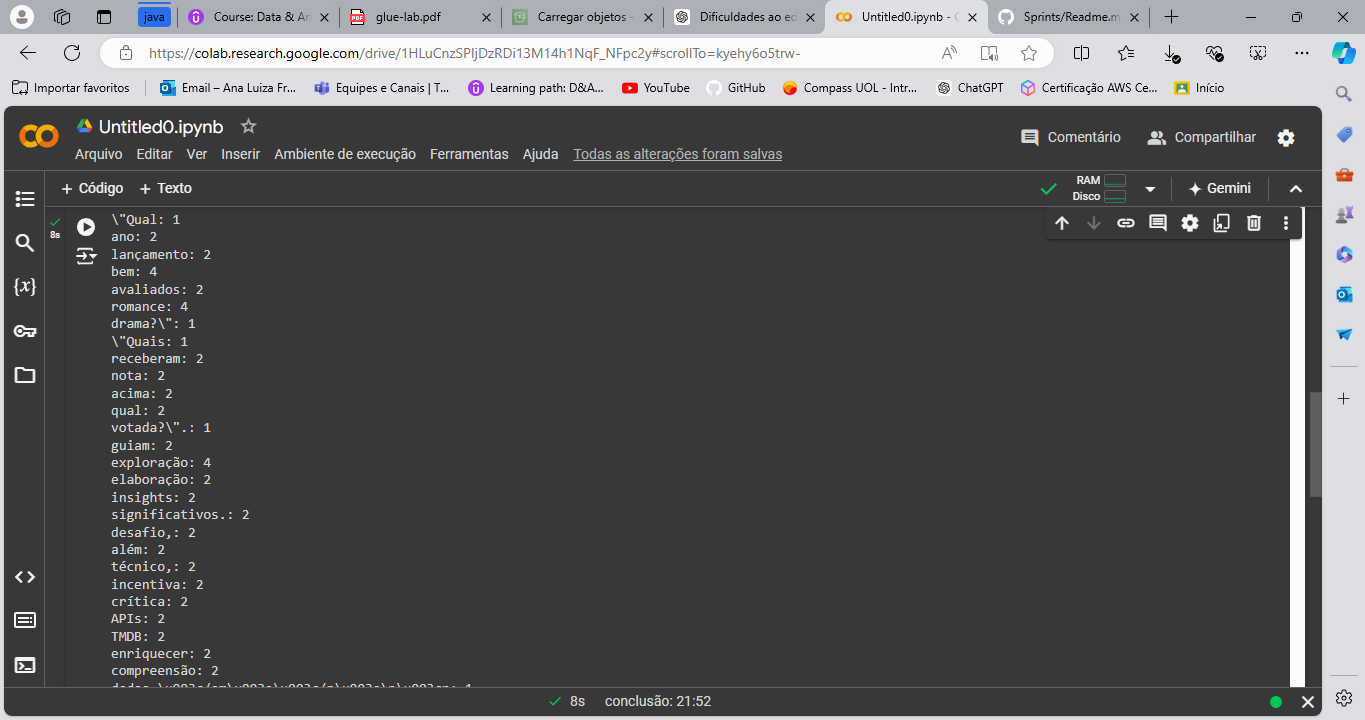 java
Course: Data & An
glue-lab.pdf
Carregar objetos -
Dificuldades ao ed
Untitled0.ipynb - C
Sprints/Readme.m
https://colab.research.google.com/drive/1HLuCnzSPIjDzRDi13M14h1NqF_NFpc2y#scrollTo=kyehy6o5trw-
Importar favoritos
Email – Ana Luiza Fr...
Equipes e Canais | T...
Learning path: D&A...
YouTube
GitHub
Compass UOL - Intr...
ChatGPT
Certificação AWS Ce...
Início
Untitled0.ipynb
Comentário
Compartilhar
Arquivo Editar Ver Inserir Ambiente de execução Ferramentas Ajuda Todas as alterações foram salvas
+ Código + Texto
RAM
Disco
Gemini
8s
\"Qual: 1
ano: 2
lançamento: 2
bem: 4
avaliados: 2
romance: 4
drama?\": 1
\"Quais: 1
receberam: 2
nota: 2
acima: 2
qual: 2
votada?\".: 1
guiam: 2
exploração: 4
elaboração: 2
insights: 2
significativos.: 2
desafio,: 2
além: 2
técnico,: 2
incentiva: 2
crítica: 2
APIs: 2
TMDB: 2
enriquecer: 2
compreensão: 2
8s conclusão: 21:52